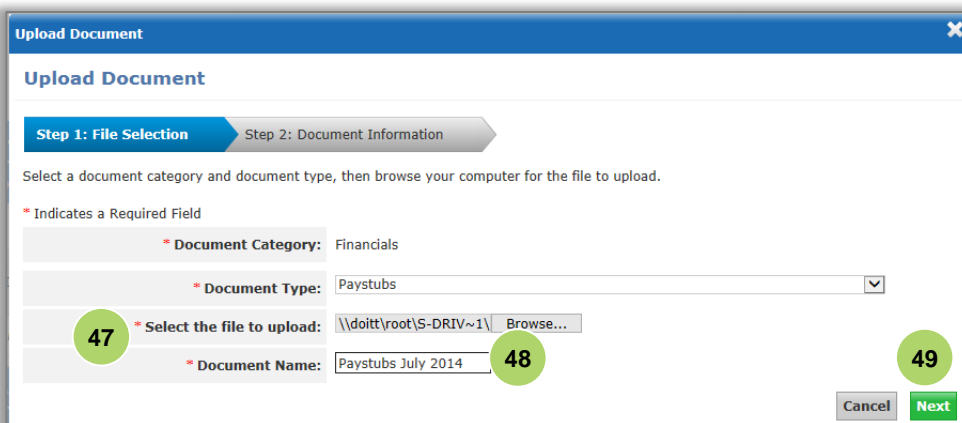 Upload Document
Upload Document
Step 1: File Selection Step 2: Document Information
Select a document category and document type, then browse your computer for the file to upload.
* Indicates a Required Field
* Document Category: Financials
* Document Type: Paystubs
47 * Select the file to upload: \\doitt\root\S-DRIV~1\ Browse...
* Document Name: Paystubs July 2014 48
49
Cancel Next